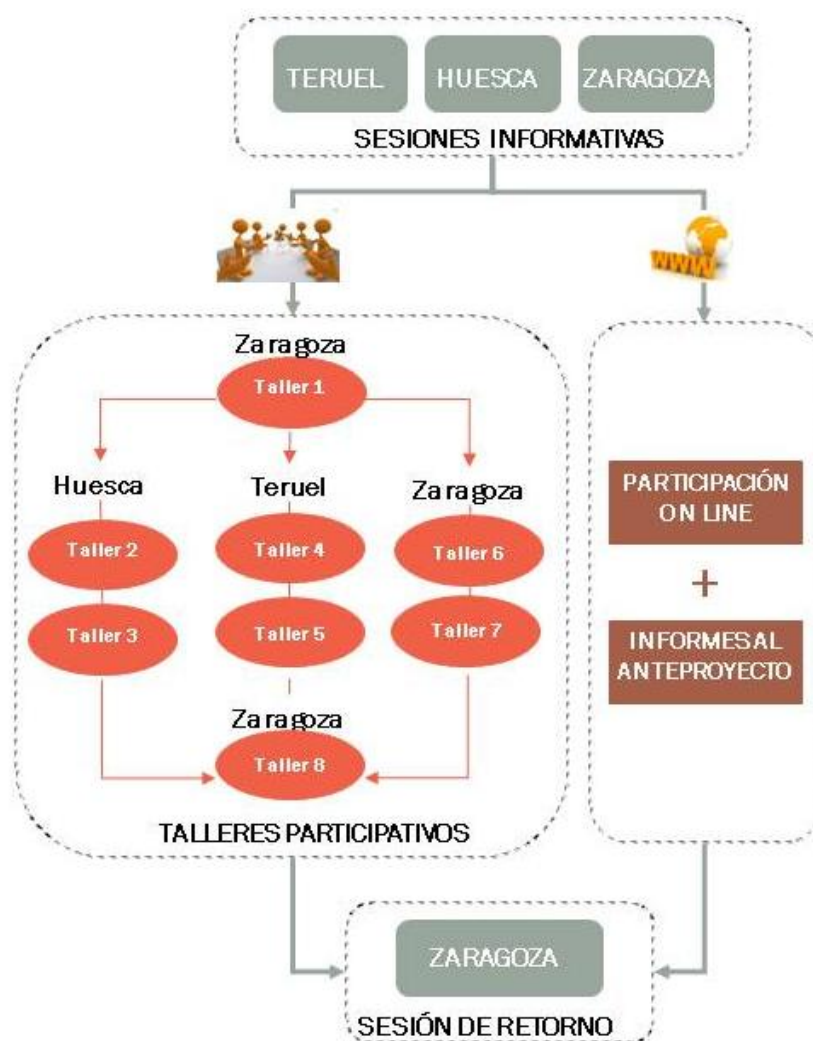 TERUEL HUESCA ZARAGOZA
SESIONES INFORMATIVAS
WWW
Zaragoza
Taller 1
Huesca Teruel Zaragoza
Taller 2 Taller 4 Taller 6
Taller 3 Taller 5 Taller 7
Zaragoza
Taller 8
TALLERES PARTICIPATIVOS
PARTICIPACIÓN
ON LINE
+
INFORMES AL
ANTEPROYECTO
ZARAGOZA
SESIÓN DE RETORNO